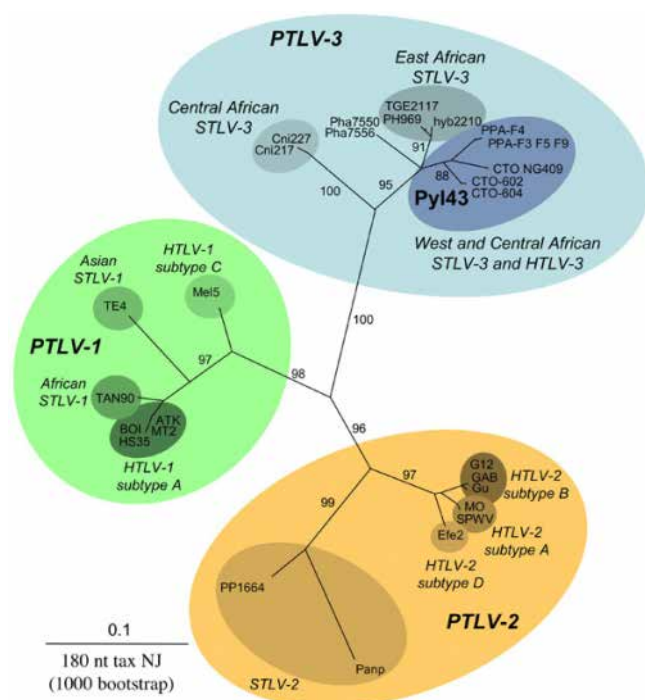 PTLV-3
East African
STLV-3
TGE2117
PH969
hyb2210
Central African
STLV-3
Pha7550
Pha7556
Cni227
Cni217
PPA-F4
PPA-F3 F5 F9
91
CTO NG409
88
CTO-602
CTO-604
95
100
Pyl43
West and Central African
STLV-3 and HTLV-3
HTLV-1
subtype C
Asian
STLV-1
Mel5
TE4
100
PTLV-1
97
98
African
STLV-1
TAN90
BOI
ATK
HS35
MT2
HTLV-1
subtype A
96
G12
GAB
Gu
HTLV-2
subtype B
97
MO
SPWV
HTLV-2
subtype A
99
Efe2
HTLV-2
subtype D
PP1664
PTLV-2
Panp
STLV-2
0.1
180 nt tax NJ
(1000 bootstrap)